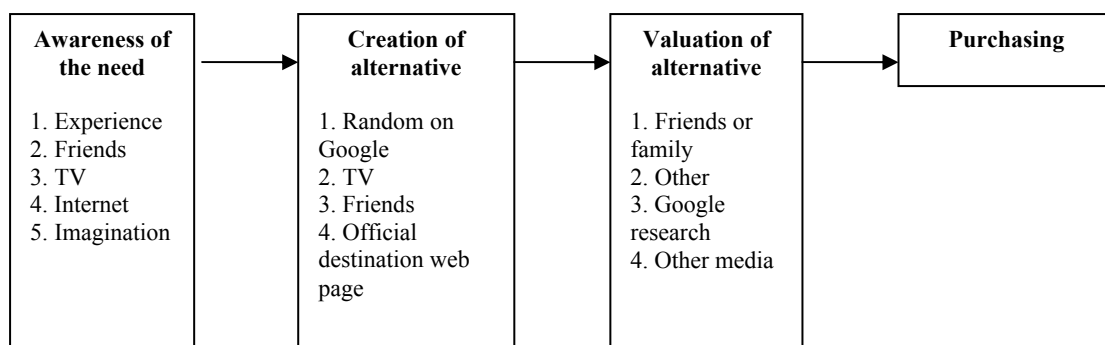 Awareness of
the need
1. Experience
2. Friends
3. TV
4. Internet
5. Imagination
Creation of
alternative
1. Random on
Google
2. TV
3. Friends
4. Official
destination web
page
Valuation of
alternative
1. Friends or
family
2. Other
3. Google
research
4. Other media
Purchasing